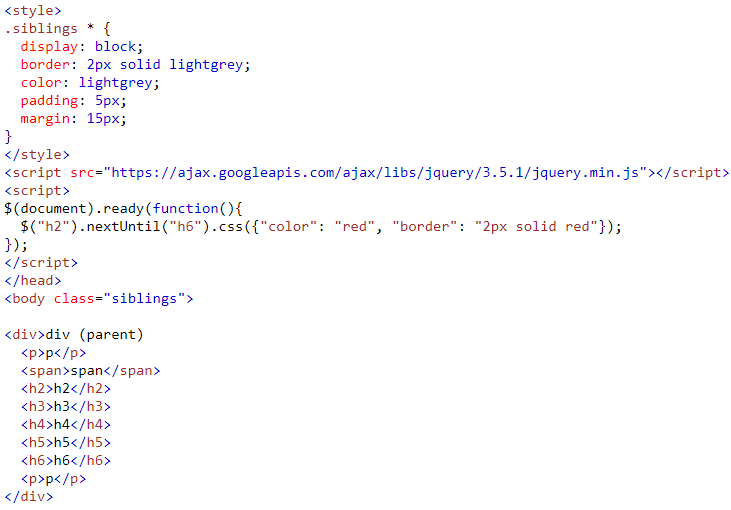 <style>
.siblings * {
  display: block;
  border: 2px solid lightgrey;
  color: lightgrey;
  padding: 5px;
  margin: 15px;
}
</style>
<script src="https://ajax.googleapis.com/ajax/libs/jquery/3.5.1/jquery.min.js"></script>
<script>
$(document).ready(function(){
  $("h2").nextUntil("h6").css({"color": "red", "border": "2px solid red"});
});
</script>
</head>
<body class="siblings">

<div>div (parent)
  <p>p</p>
  <span>span</span>
  <h2>h2</h2>
  <h3>h3</h3>
  <h4>h4</h4>
  <h5>h5</h5>
  <h6>h6</h6>
  <p>p</p>
</div>